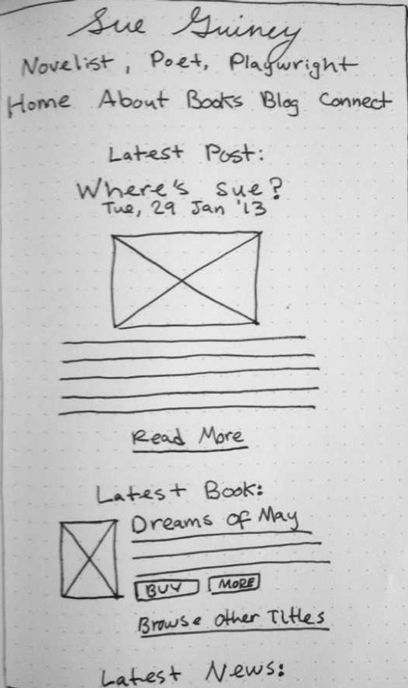 Sue Guiney
Novelist, Poet, Playwright
Home About Books Blog Connect
Latest Post:
Where's Sue?
Tue, 29 Jan '13
Read More
Latest Book:
Dreams of May
BUY MORE
Browse other Titles
Latest News: